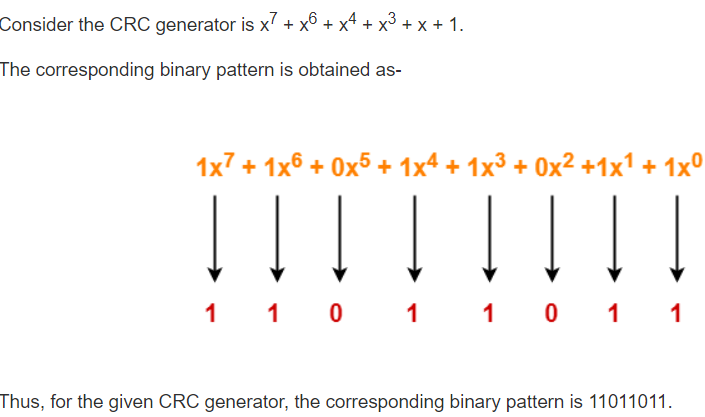 Consider the CRC generator is x⁷ + x⁶ + x⁴ + x³ + x + 1.
The corresponding binary pattern is obtained as-
1x⁷ + 1x⁶ + 0x⁵ + 1x⁴ + 1x³ + 0x² +1x¹ + 1x⁰
1 1 0 1 1 0 1 1
Thus, for the given CRC generator, the corresponding binary pattern is 11011011.